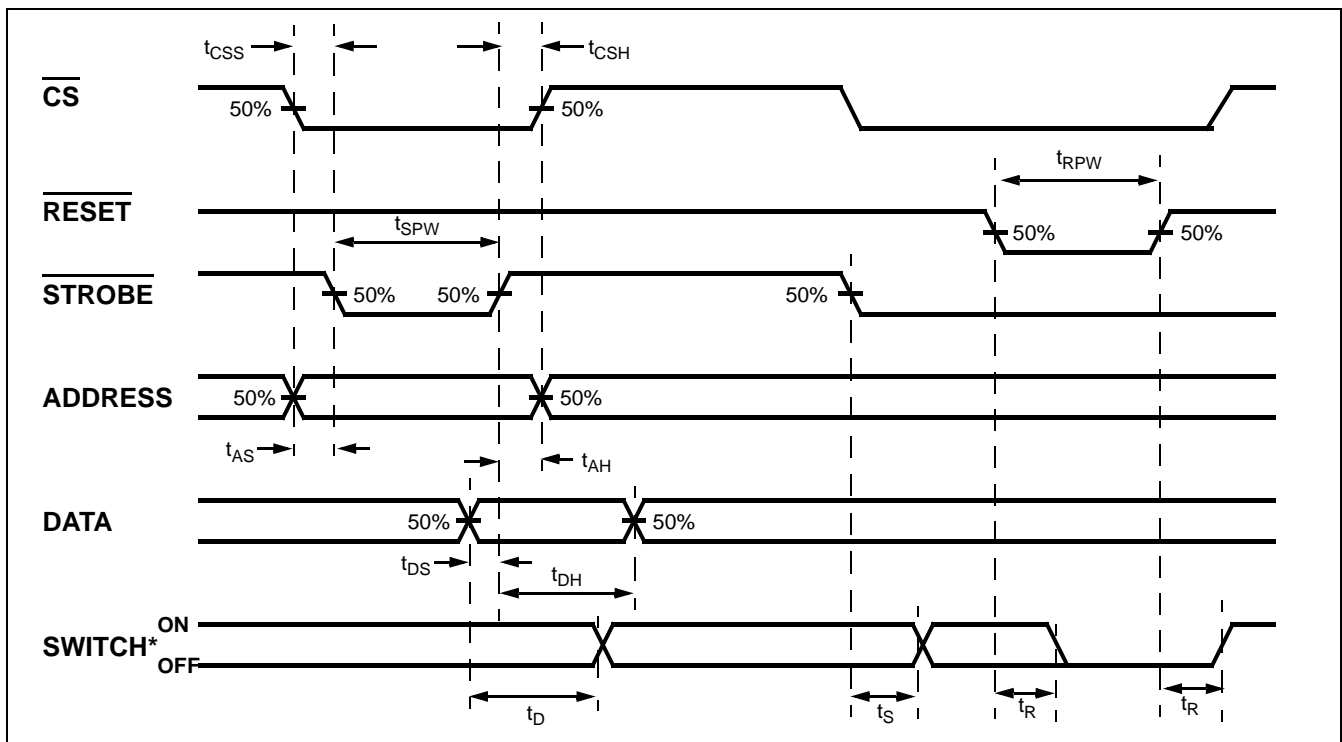 tCSS
tCSH
CS
50%
50%
tRPW
RESET
50%
50%
tSPW
STROBE
50%
50%
50%
ADDRESS
50%
50%
tAS
tAH
DATA
50%
50%
tDS
tDH
SWITCH*
ON
OFF
tD
tS
tR
tR